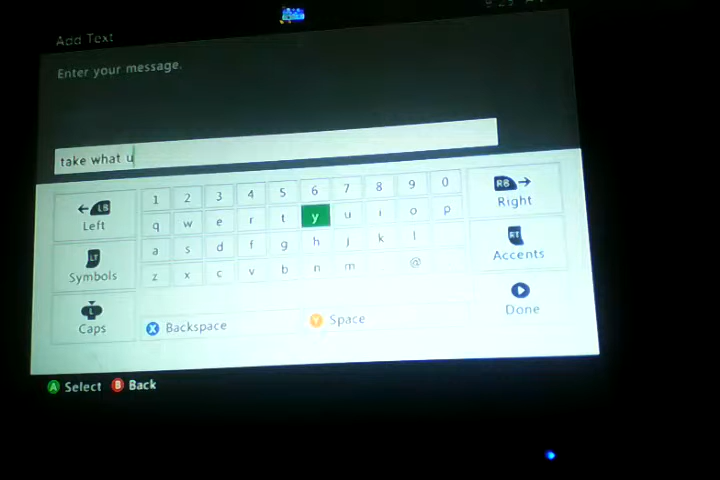 Add Text
Enter your message.
take what u
LB
Left
1 2 3 4 5 6 7 8 9 0
RB
Right
q w e r t y u i o p
LT
Symbols
a s d f g h j k l
RT
Accents
z x c v b n m @
L
Caps
X Backspace
Y Space
Done
A Select B Back